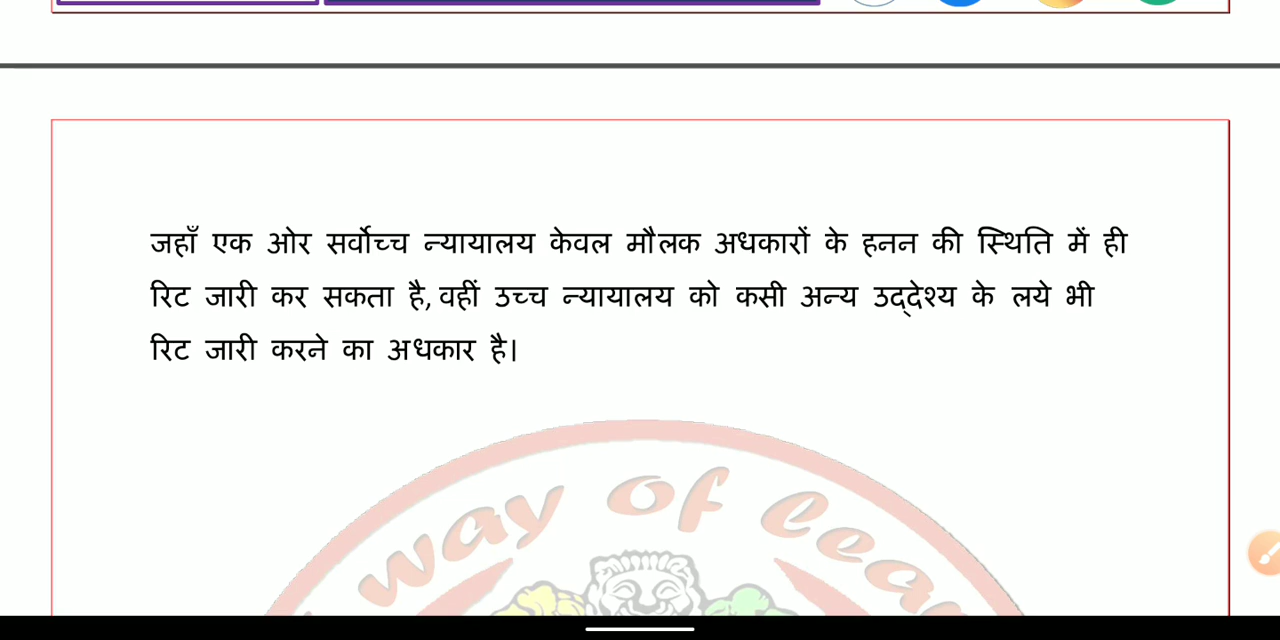 जहाँ एक ओर सर्वोच्च न्यायालय केवल मौलक अधकारों के हनन की स्थिति में ही
रिट जारी कर सकता है, वहीं उच्च न्यायालय को कसी अन्य उद्देश्य के लये भी
रिट जारी करने का अधकार है।
way of lear